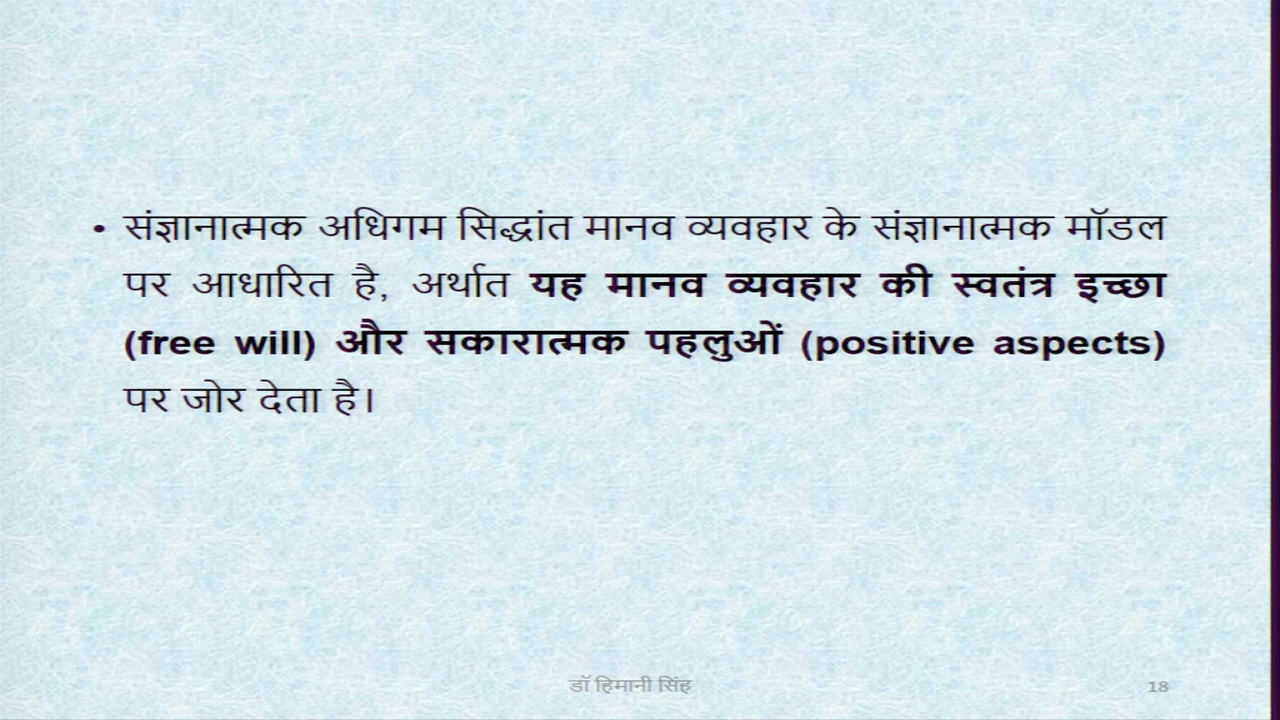 • संज्ञानात्मक अधिगम सिद्धांत मानव व्यवहार के संज्ञानात्मक मॉडल
पर आधारित है, अर्थात यह मानव व्यवहार की स्वतंत्र इच्छा
(free will) और सकारात्मक पहलुओं (positive aspects)
पर जोर देता है।
डॉ हिमानी सिंह
18